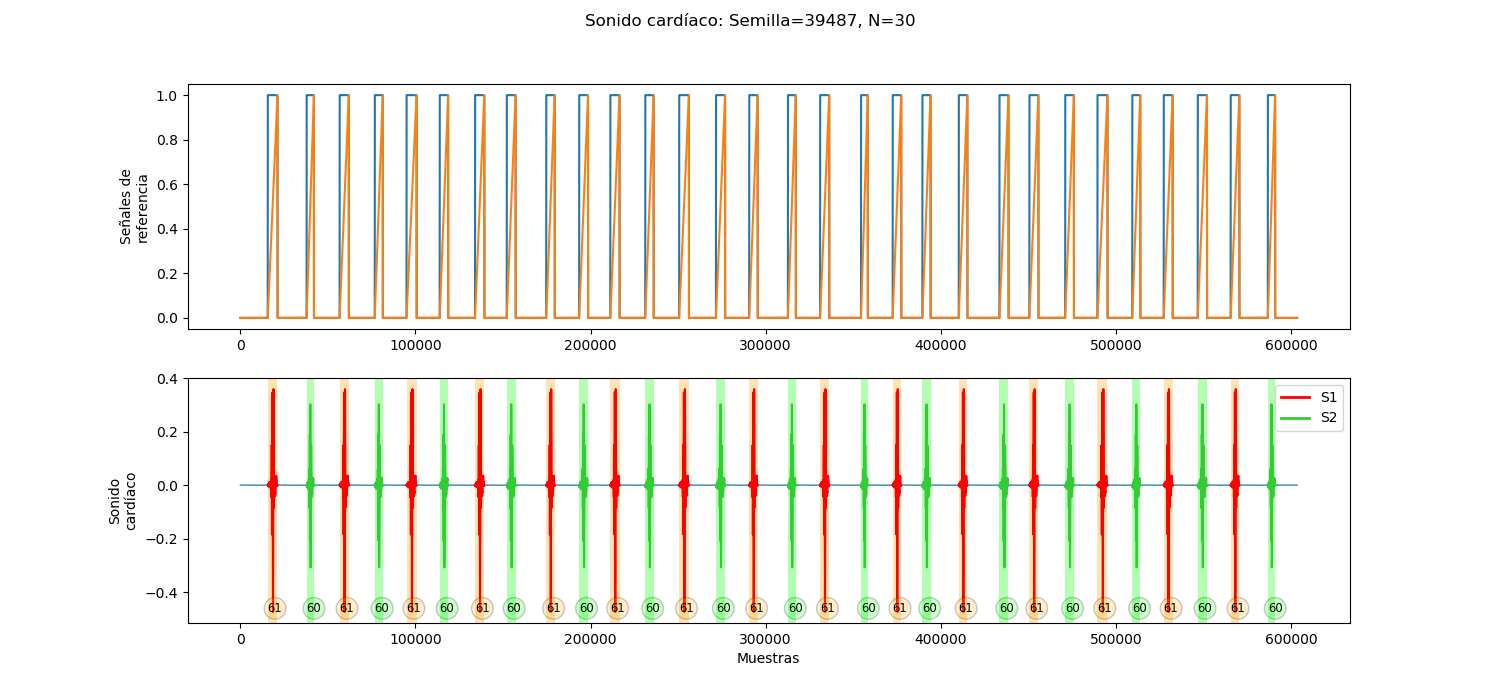 Sonido cardíaco: Semilla=39487, N=30
1.0
0.8
0.6
0.4
0.2
0.0
Señales de
referencia
0 100000 200000 300000 400000 500000 600000
0.4
0.2
0.0
−0.2
−0.4
Sonido
cardíaco
S1
S2
61 60 61 60 61 60 61 60 61 60 61 60 61 60 61 60 61 60 61 60 61 60 61 60 61 60 61 60 61 60
0 100000 200000 300000 400000 500000 600000
Muestras